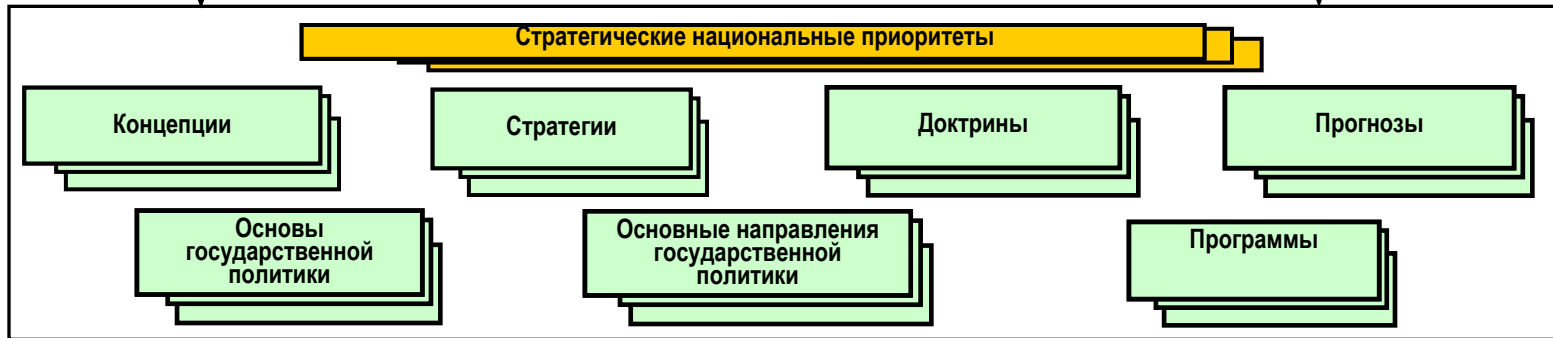 Стратегические национальные приоритеты
Концепции
Стратегии
Доктрины
Прогнозы
Основы
государственной
политики
Основные направления
государственной
политики
Программы